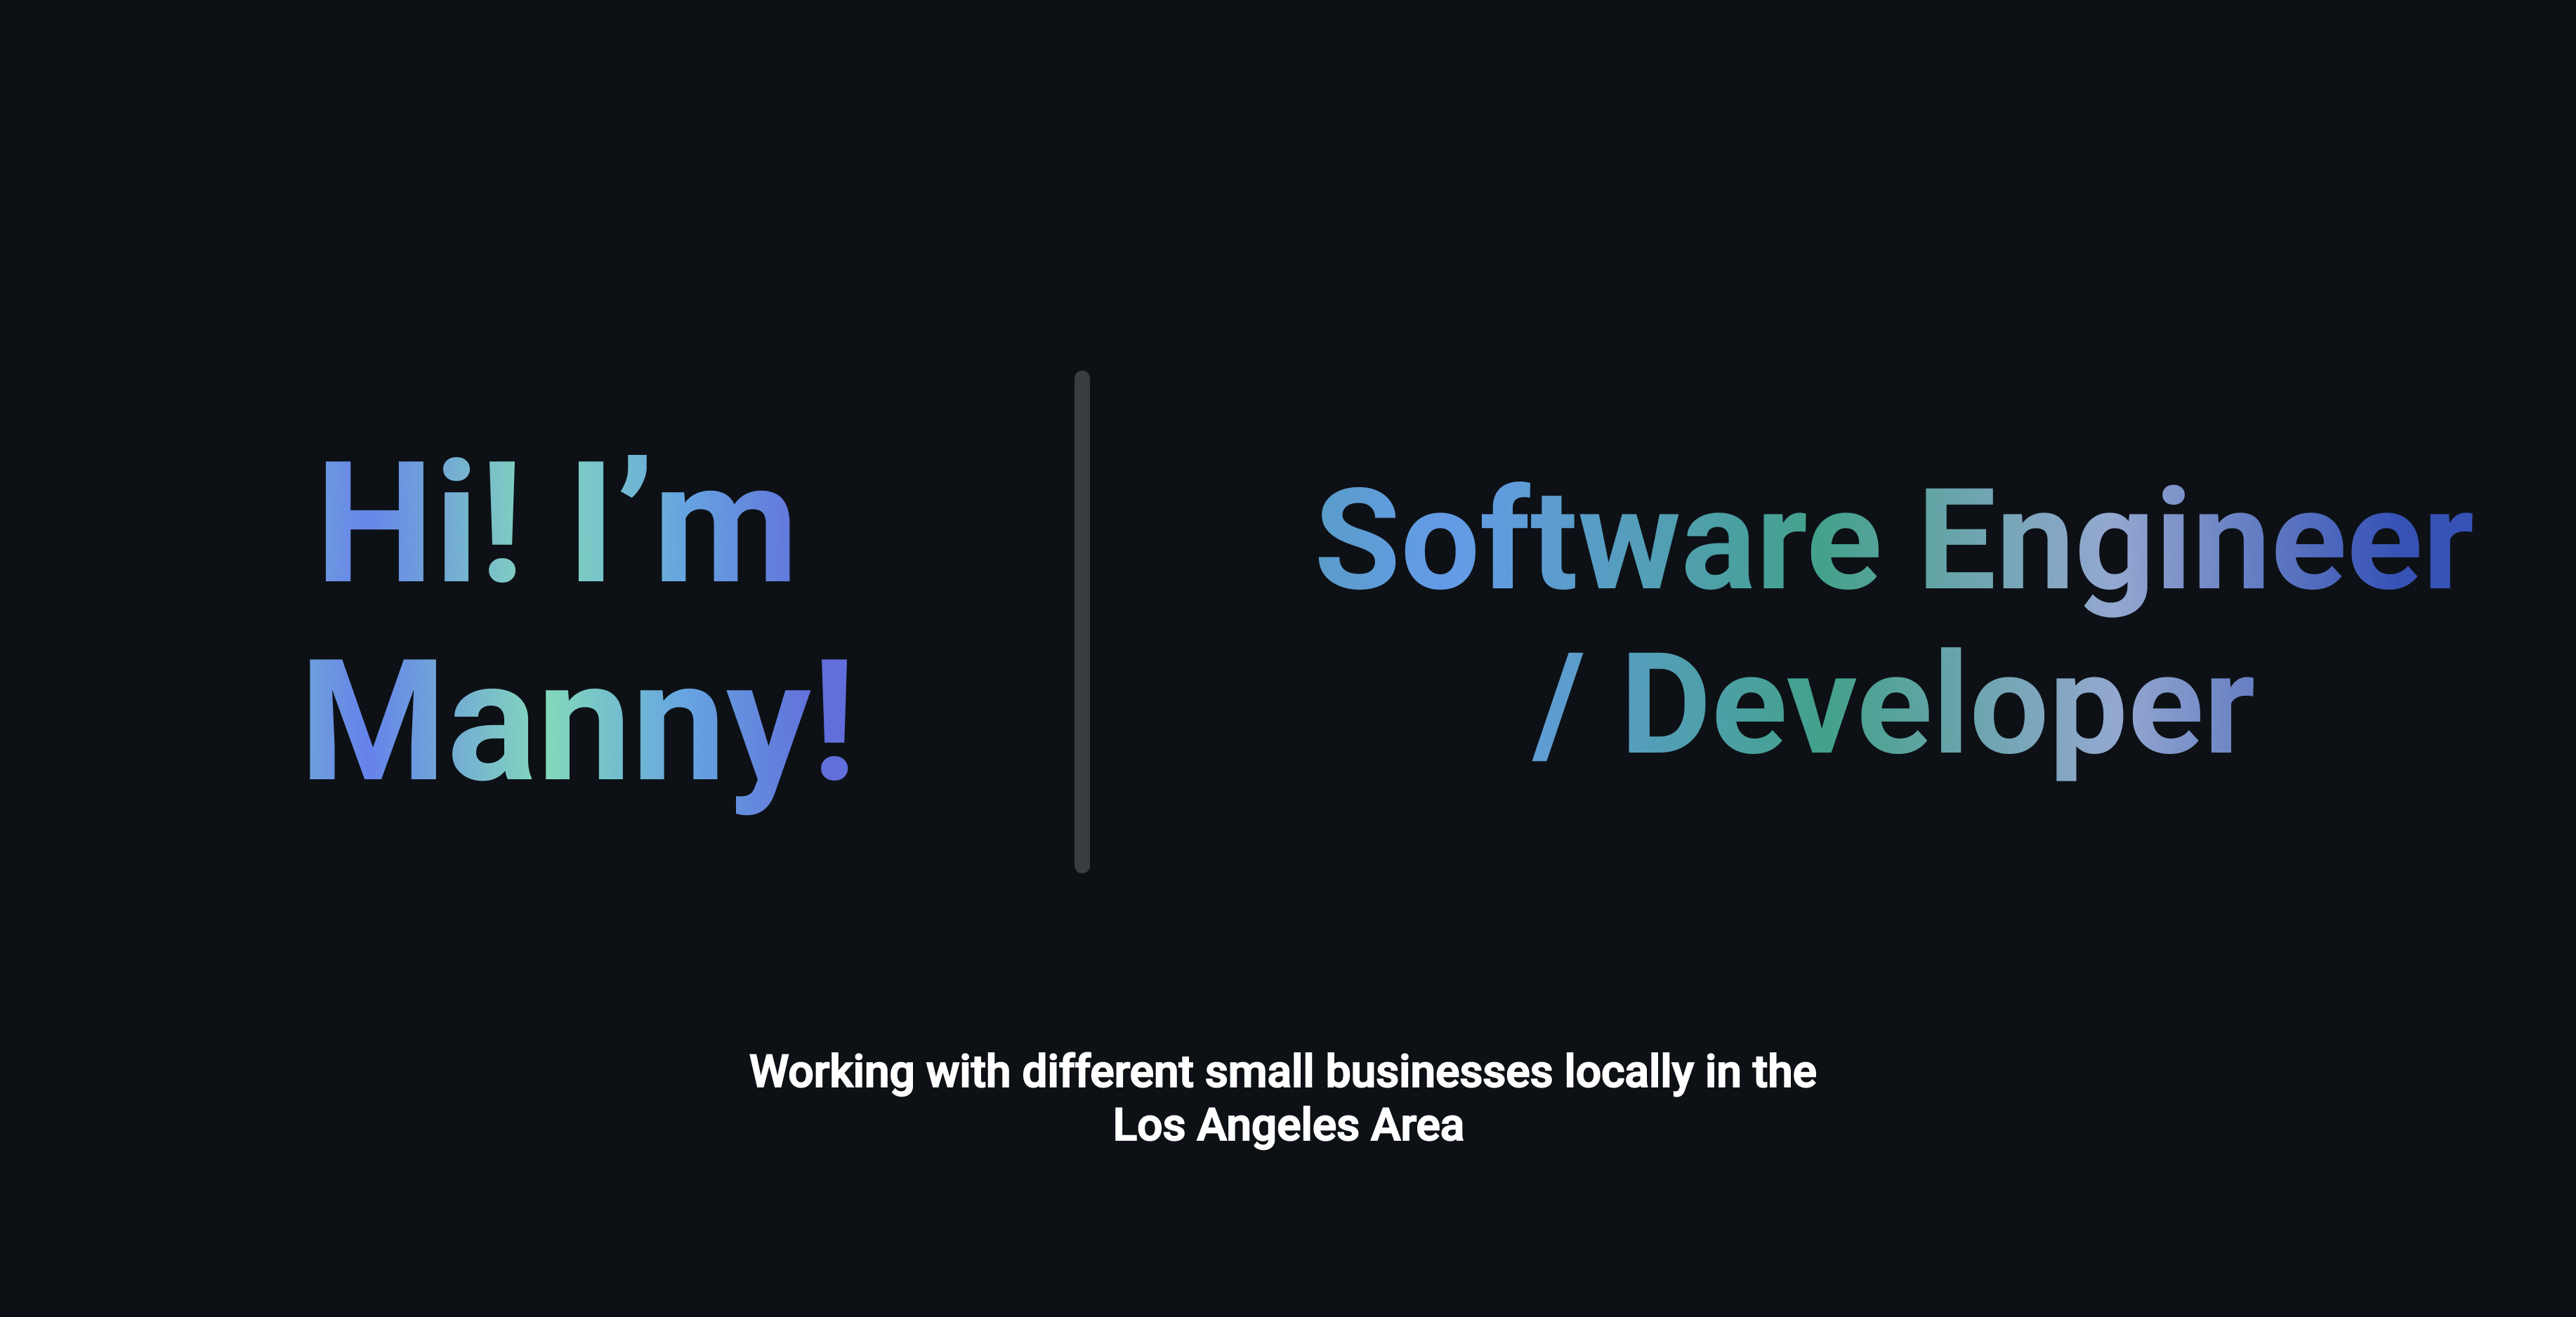 Hi! I’m
Manny!
Software Engineer
/ Developer
Working with different small businesses locally in the
Los Angeles Area